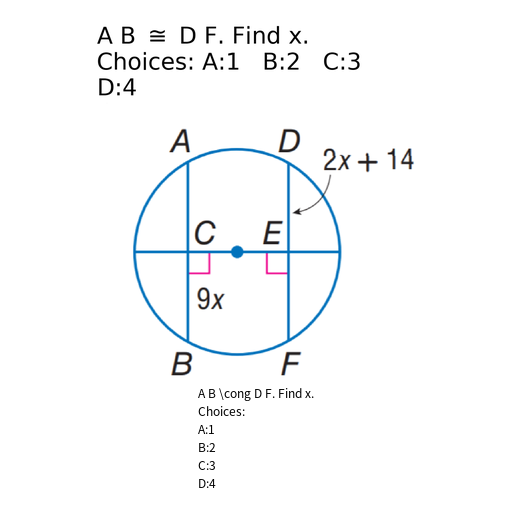 A B ≅ D F. Find x.
Choices: A:1 B:2 C:3
D:4
A
D
2x + 14
C
E
9x
B
F
A B \cong D F. Find x.
Choices:
A:1
B:2
C:3
D:4